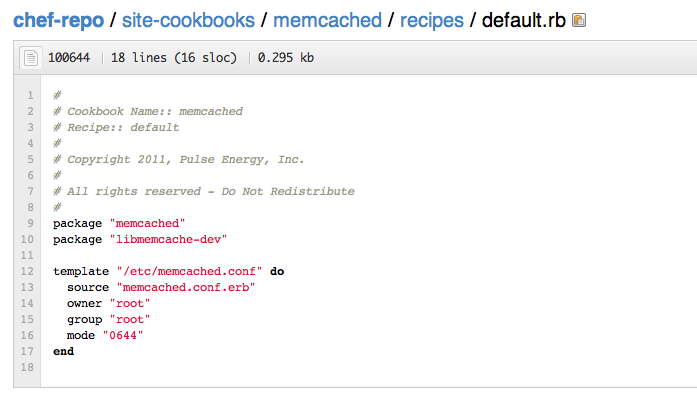 chef-repo / site-cookbooks / memcached / recipes / default.rb
100644 | 18 lines (16 sloc) | 0.295 kb
1 #
2 # Cookbook Name:: memcached
3 # Recipe:: default
4 #
5 # Copyright 2011, Pulse Energy, Inc.
6 #
7 # All rights reserved - Do Not Redistribute
8 #
9 package "memcached"
10 package "libmemcache-dev"
11
12 template "/etc/memcached.conf" do
13   source "memcached.conf.erb"
14   owner "root"
15   group "root"
16   mode "0644"
17 end
18